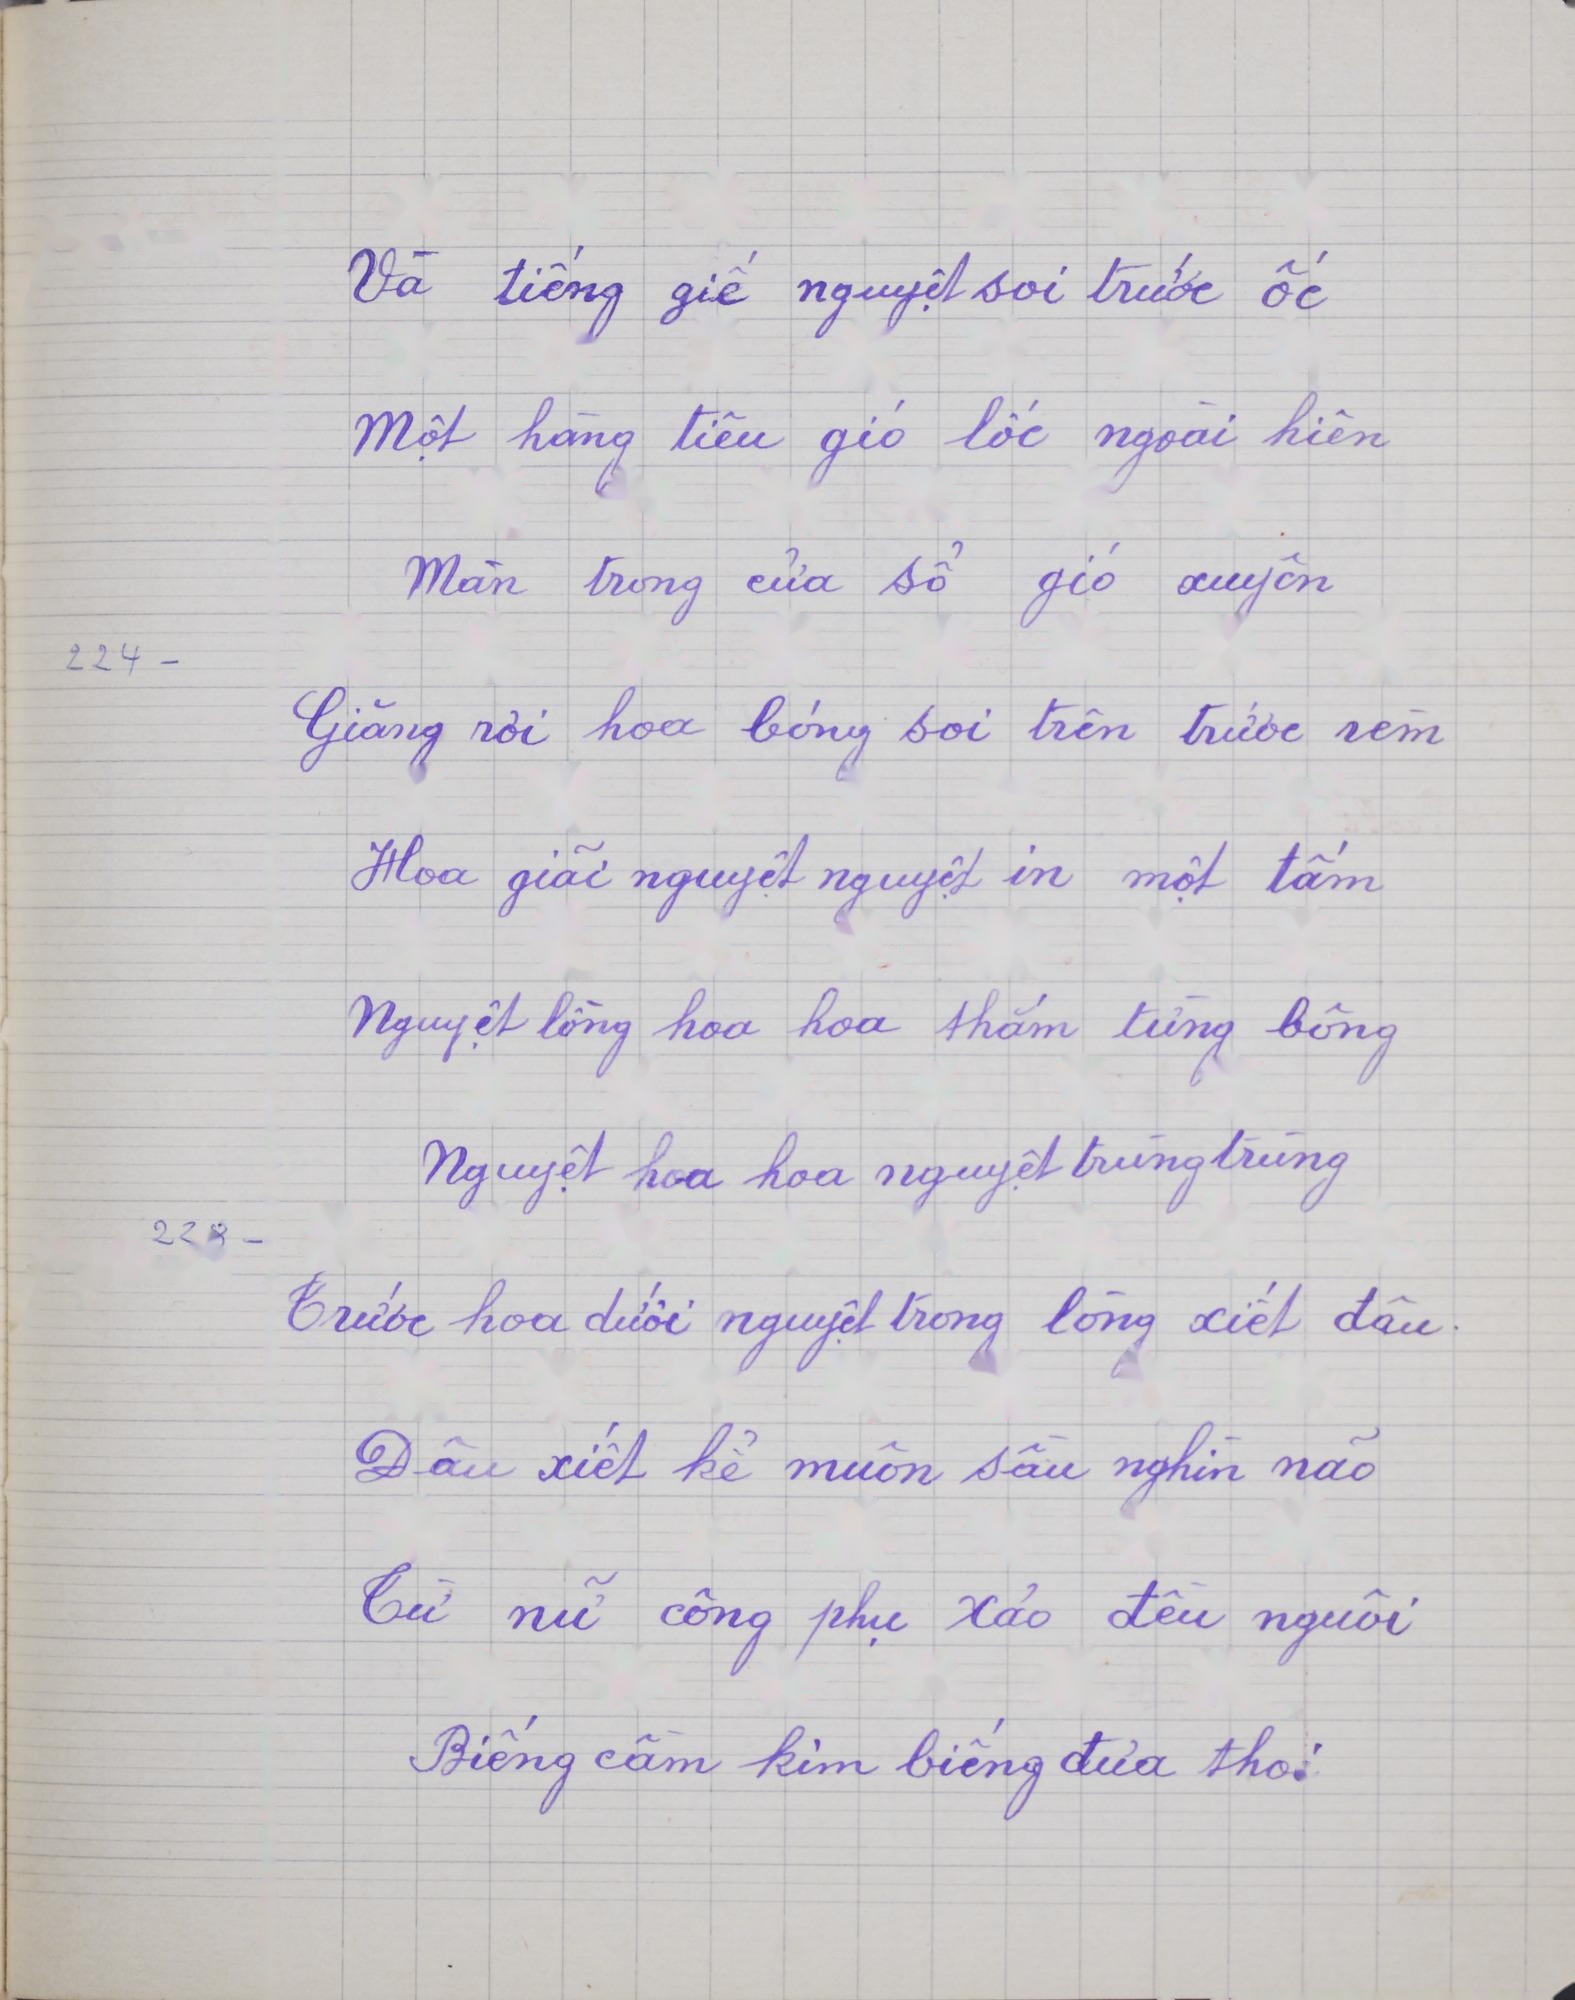 Và tiếng giế nguyệt soi trước ốc
Một hàng tiêu gió lốc ngoài hiên
Màn trong cửa sổ gió xuyên
224 -
Giăng rơi hoa bóng soi trên trước rèm
Hoa giãi nguyệt nguyệt in một tấm
Nguyệt lồng hoa hoa thắm từng bông
Nguyệt hoa hoa nguyệt trùng trùng
228 -
Trước hoa dưới nguyệt trong lòng xiết đâu.
Đâu xiết kể muôn sầu nghìn não
Từ nữ công phụ xảo đều nguôi
Biếng cầm kim biếng đưa thoi